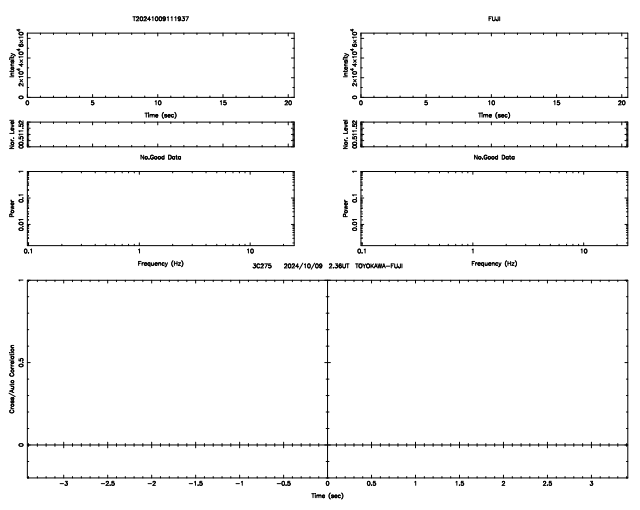 T20241009111937
FUJI
Intensity
0 2×10⁴ 4×10⁴ 6×10⁴
0 5 10 15 20
Time (sec)
Intensity
0 2×10⁴ 4×10⁴ 6×10⁴
0 5 10 15 20
Time (sec)
Nor. Level
00.511.52
Nor. Level
00.511.52
No.Good Data
No.Good Data
Power
0.01 0.1 1
0.1 1 10
Frequency (Hz)
Power
0.01 0.1 1
0.1 1 10
Frequency (Hz)
3C275 2024/10/09 2.36UT TOYOKAWA-FUJI
Cross/Auto Correlation
0 0.5 1
-3 -2.5 -2 -1.5 -1 -0.5 0 0.5 1 1.5 2 2.5 3
Time (sec)